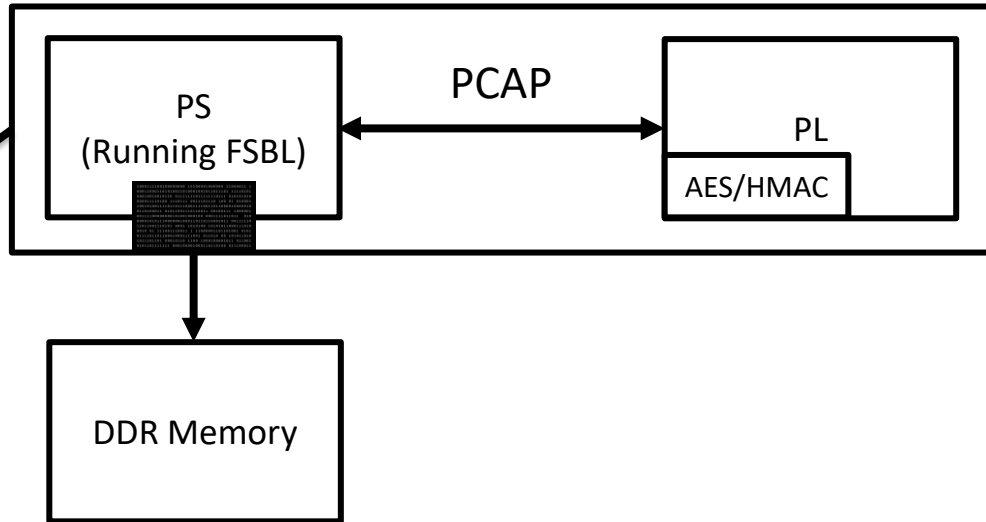 PS
(Running FSBL)
PCAP
PL
AES/HMAC
DDR Memory